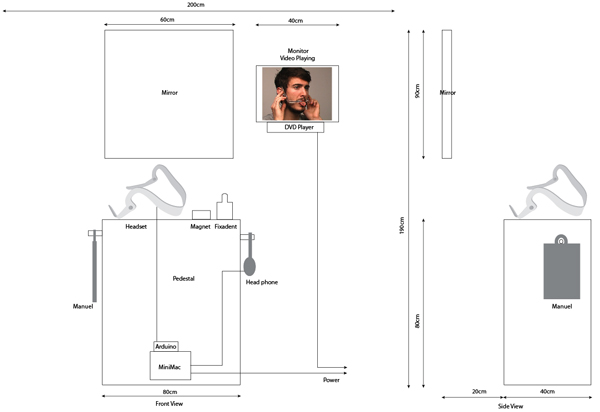 200cm
60cm
40cm
Monitor
Video Playing
Mirror
DVD Player
90cm
Mirror
190cm
Headset
Magnet
Fixadent
Pedestal
Head phone
Manuel
Manuel
80cm
Arduino
MiniMac
Power
80cm
Front View
20cm
40cm
Side View